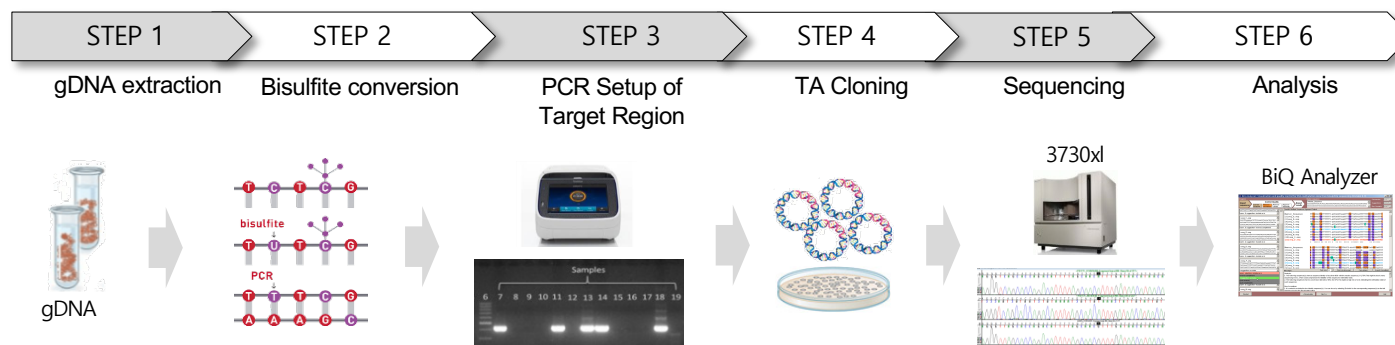 STEP 1
STEP 2
STEP 3
STEP 4
STEP 5
STEP 6
gDNA extraction
Bisulfite conversion
PCR Setup of
Target Region
TA Cloning
Sequencing
Analysis
gDNA
T C T C G
bisulfite
T U T C G
PCR
T T T C G
A A A G C
Samples
6 7 8 9 10 11 12 13 14 15 16 17 18 19
3730xl
BiQ Analyzer